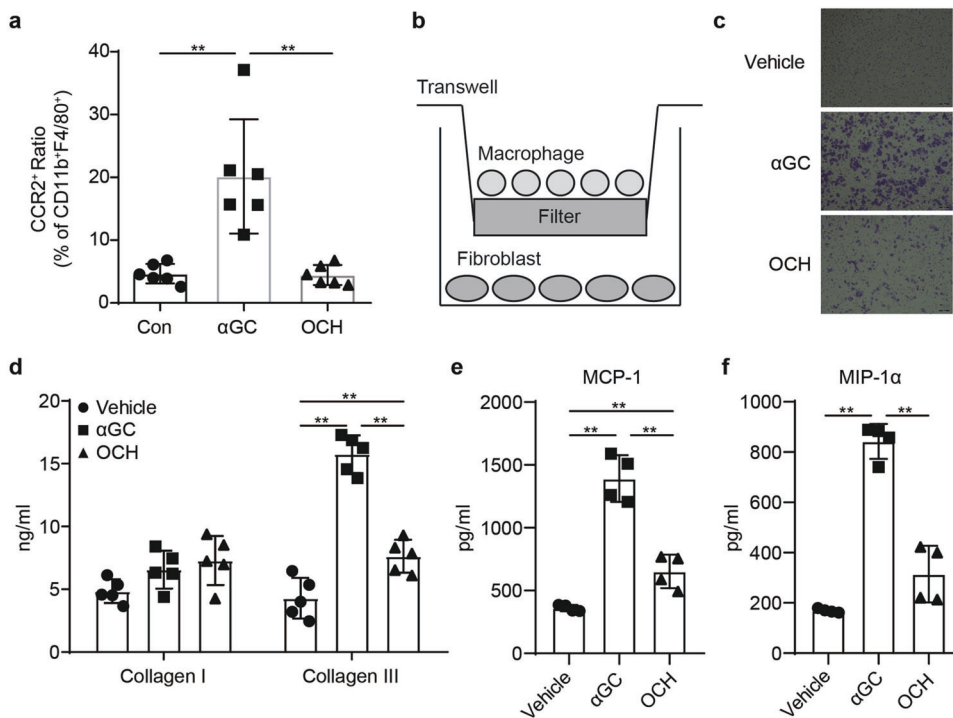 a
**
**
40
30
20
10
0
CCR2⁺ Ratio
(% of CD11b⁺F4/80⁺)
Con
αGC
OCH
b
Transwell
Macrophage
Filter
Fibroblast
c
Vehicle
αGC
OCH
d
20
15
10
5
0
ng/ml
Vehicle
αGC
OCH
**
**
**
Collagen I
Collagen III
e
MCP-1
2000
1500
1000
500
0
pg/ml
**
**
**
Vehicle
αGC
OCH
f
MIP-1α
1000
800
600
400
200
0
pg/ml
**
**
Vehicle
αGC
OCH